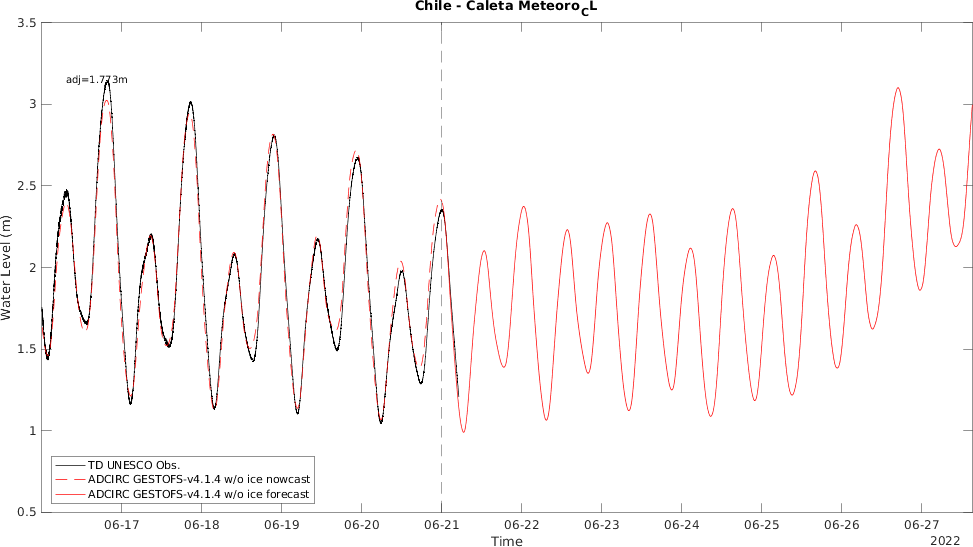 Chile - Caleta Meteoro_CL
adj=1.773m
3.5
3
2.5
2
1.5
1
0.5
Water Level (m)
TD UNESCO Obs.
ADCIRC GESTOFS-v4.1.4 w/o ice nowcast
ADCIRC GESTOFS-v4.1.4 w/o ice forecast
06-17 06-18 06-19 06-20 06-21 06-22 06-23 06-24 06-25 06-26 06-27
Time
2022